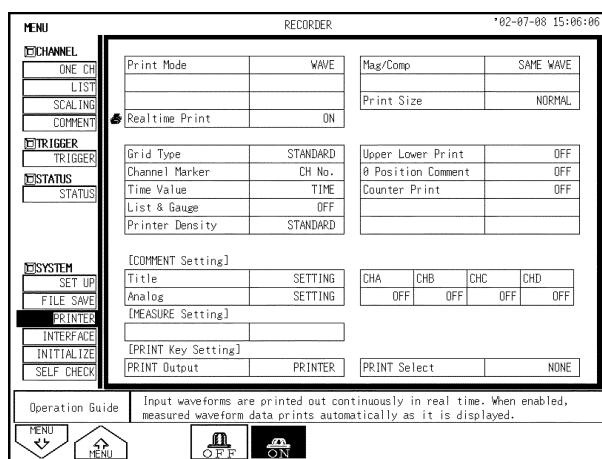 MENU RECORDER '02-07-08 15:06:06
CHANNEL
ONE CH
LIST
SCALING
COMMENT
TRIGGER
TRIGGER
STATUS
STATUS
SYSTEM
SET UP
FILE SAVE
PRINTER
INTERFACE
INITIALIZE
SELF CHECK
Print Mode WAVE Mag/Comp SAME WAVE
Print Size NORMAL
Realtime Print ON
Grid Type STANDARD Upper Lower Print OFF
Channel Marker CH No. 0 Position Comment OFF
Time Value TIME Counter Print OFF
List & Gauge OFF
Printer Density STANDARD
[COMMENT Setting]
Title SETTING CHA CHB CHC CHD
Analog SETTING OFF OFF OFF OFF
[MEASURE Setting]
[PRINT Key Setting]
PRINT Output PRINTER PRINT Select NONE
Operation Guide
Input waveforms are printed out continuously in real time. When enabled,
measured waveform data prints automatically as it is displayed.
MENU
MENU
OFF
ON